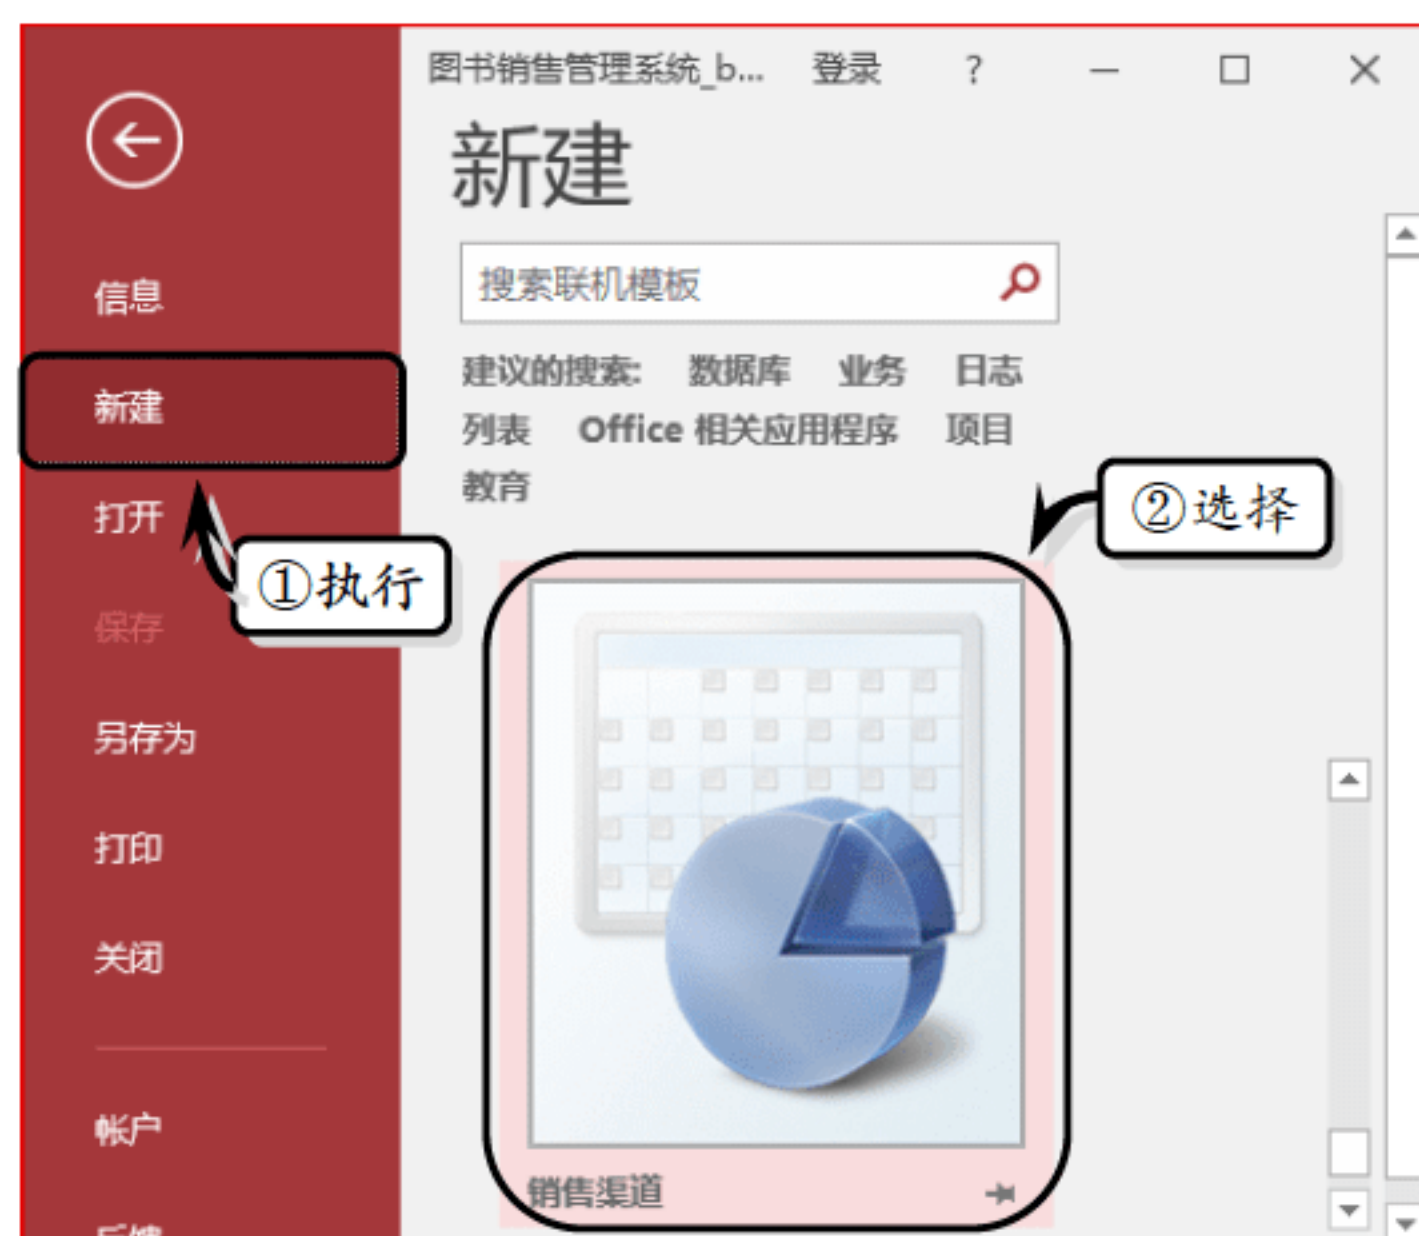 图书销售管理系统_b... 登录 ?
新建
搜索联机模板
建议的搜索: 数据库 业务 日志
列表 Office 相关应用程序 项目
教育
信息
新建
打开
保存
另存为
打印
关闭
帐户
反馈
①执行
②选择
销售渠道